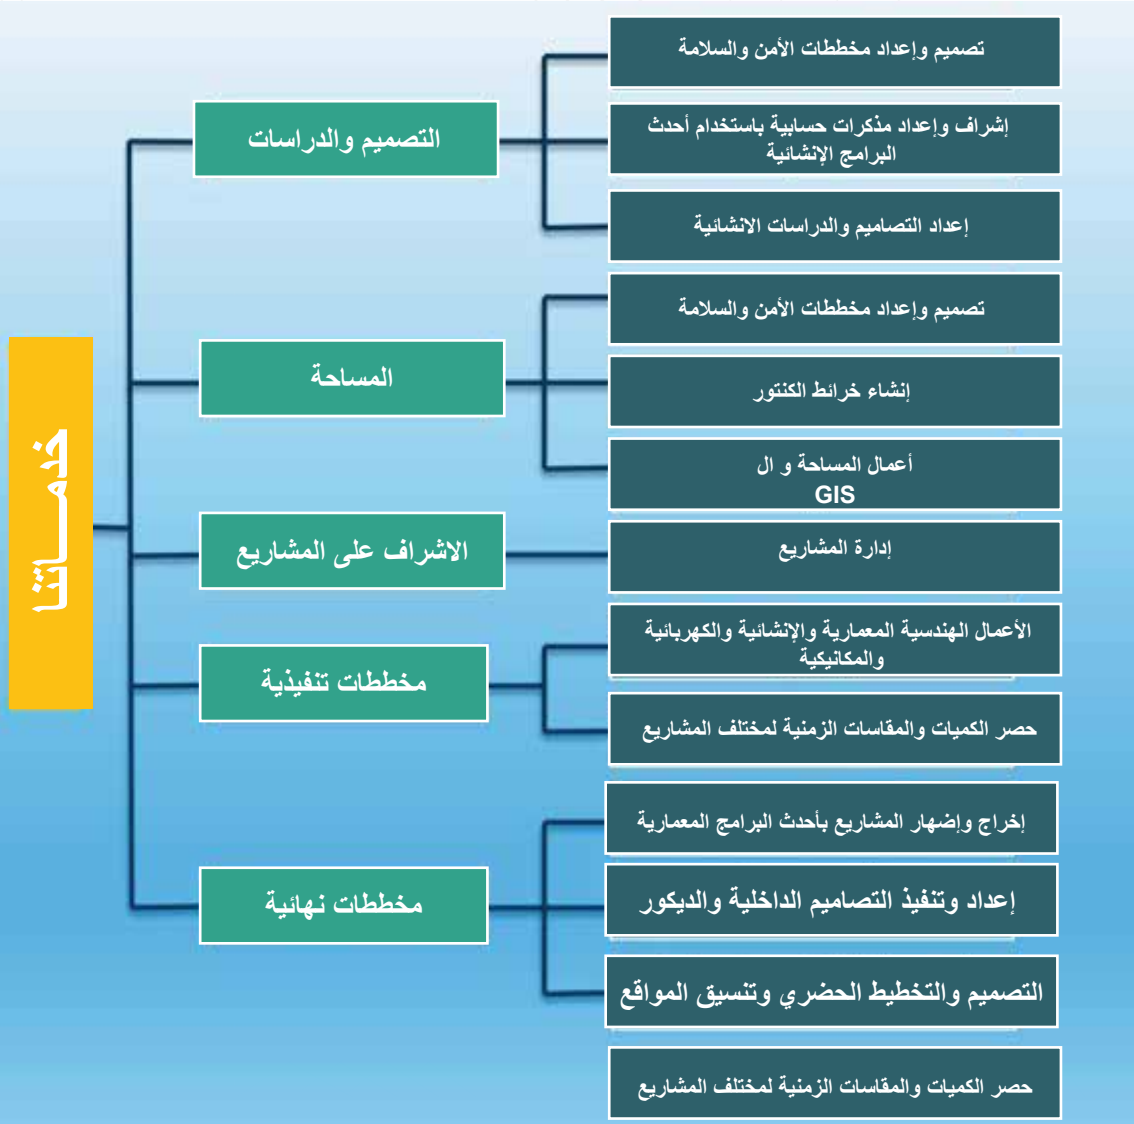 خدمـــاتنا
التصميم والدراسات
تصميم وإعداد مخططات الأمن والسلامة
إشراف وإعداد مذكرات حسابية باستخدام أحدث
البرامج الإنشائية
إعداد التصاميم والدراسات الانشائية
المساحة
تصميم وإعداد مخططات الأمن والسلامة
إنشاء خرائط الكنتور
أعمال المساحة و ال
GIS
الاشراف على المشاريع
إدارة المشاريع
مخططات تنفيذية
الأعمال الهندسية المعمارية والإنشائية والكهربائية
والمكانيكية
حصر الكميات والمقاسات الزمنية لمختلف المشاريع
مخططات نهائية
إخراج وإضهار المشاريع بأحدث البرامج المعمارية
إعداد وتنفيذ التصاميم الداخلية والديكور
التصميم والتخطيط الحضري وتنسيق المواقع
حصر الكميات والمقاسات الزمنية لمختلف المشاريع